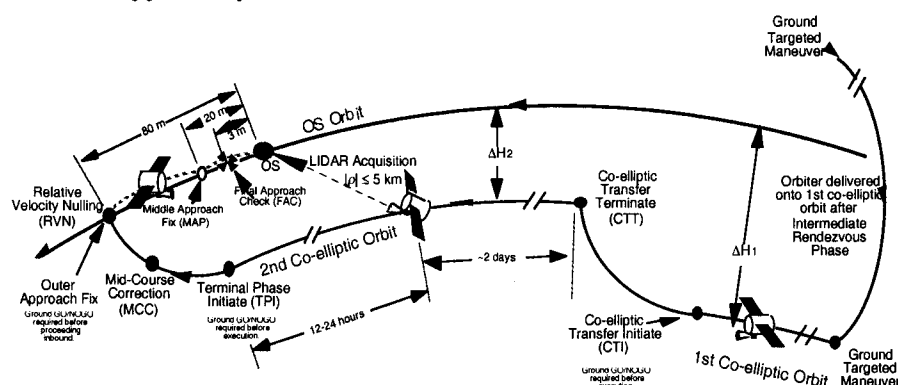 Ground
Targeted
Maneuver
80 m
20 m
3 m
OS Orbit
OS
LIDAR Acquisition
|ρ| ≤ 5 km
ΔH2
ΔH1
Relative
Velocity Nulling
(RVN)
Middle Approach
Fix (MAP)
Final Approach
Check (FAC)
Co-elliptic
Transfer
Terminate
(CTT)
Orbiter delivered
onto 1st co-elliptic
orbit after
Intermediate
Rendezvous
Phase
2nd Co-elliptic Orbit
~2 days
Outer
Approach Fix
Ground GO/NOGO
required before
proceeding
inbound.
Mid-Course
Correction
(MCC)
Terminal Phase
Initiate (TPI)
Ground GO/NOGO
required before
execution
12-24 hours
Co-elliptic
Transfer Initiate
(CTI)
Ground GO/NOGO
required before
1st Co-elliptic Orbit
Ground
Targeted
Maneuver